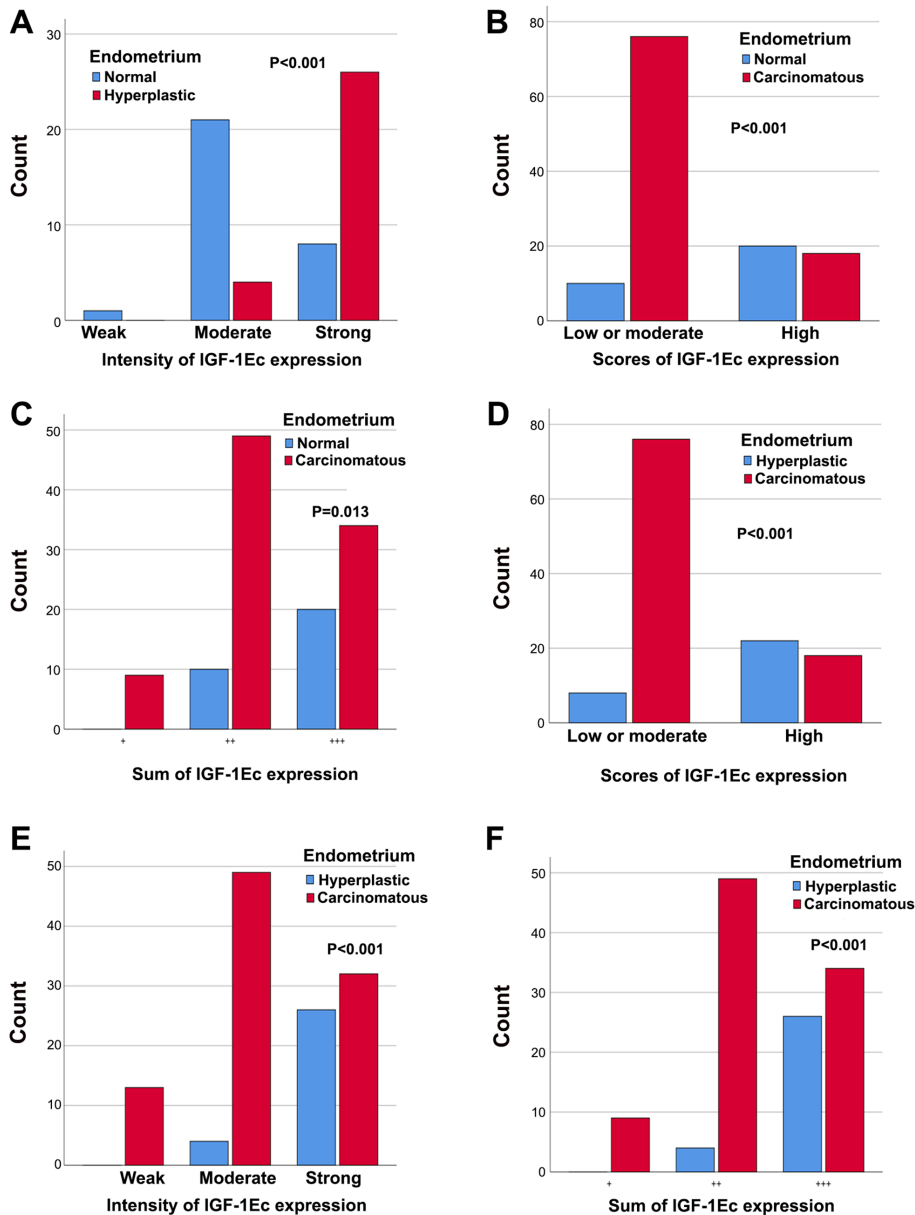 A
Endometrium
Normal
Hyperplastic
P<0.001
30
20
10
0
Count
Weak Moderate Strong
Intensity of IGF-1Ec expression
B
Endometrium
Normal
Carcinomatous
P<0.001
80
60
40
20
0
Count
Low or moderate High
Scores of IGF-1Ec expression
C
Endometrium
Normal
Carcinomatous
P=0.013
50
40
30
20
10
0
Count
+ ++ +++
Sum of IGF-1Ec expression
D
Endometrium
Hyperplastic
Carcinomatous
P<0.001
80
60
40
20
0
Count
Low or moderate High
Scores of IGF-1Ec expression
E
Endometrium
Hyperplastic
Carcinomatous
P<0.001
50
40
30
20
10
0
Count
Weak Moderate Strong
Intensity of IGF-1Ec expression
F
Endometrium
Hyperplastic
Carcinomatous
P<0.001
50
40
30
20
10
0
Count
+ ++ +++
Sum of IGF-1Ec expression